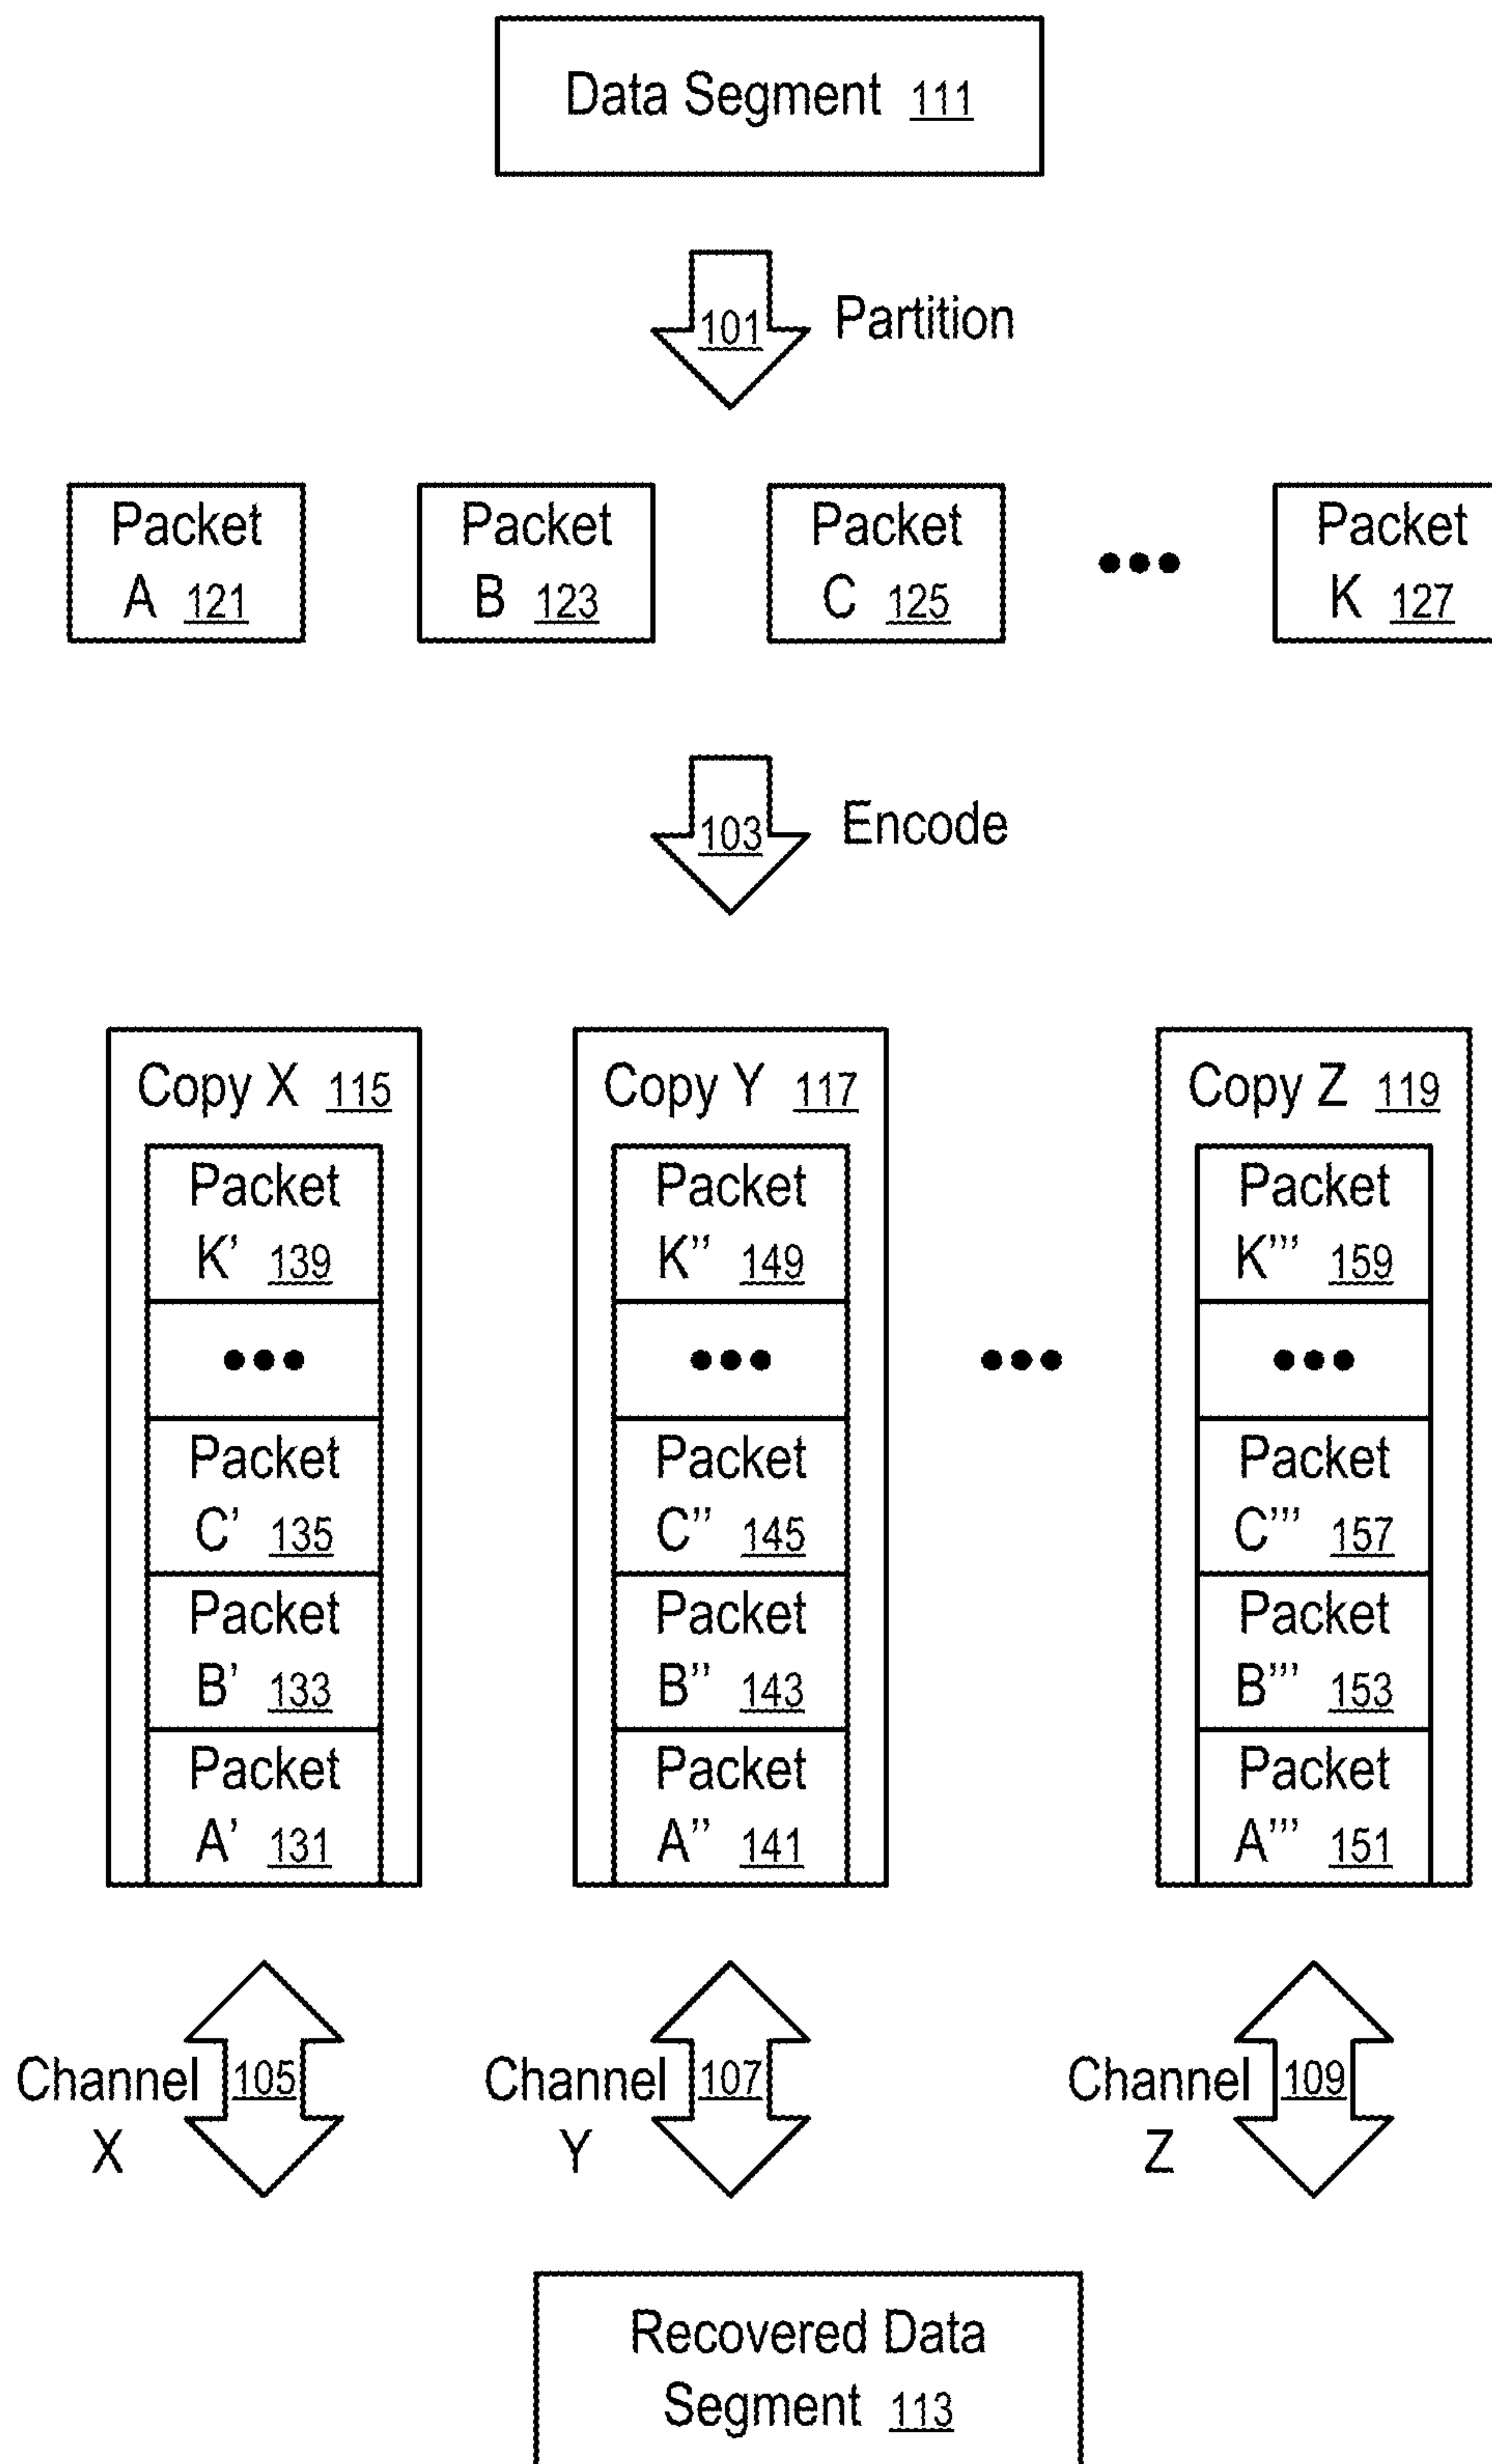 Data Segment 111
101 Partition
Packet
A 121
Packet
B 123
Packet
C 125
Packet
K 127
103 Encode
Copy X 115
Packet
K' 139
Packet
C' 135
Packet
B' 133
Packet
A' 131
Copy Y 117
Packet
K'' 149
Packet
C'' 145
Packet
B'' 143
Packet
A'' 141
Copy Z 119
Packet
K''' 159
Packet
C''' 157
Packet
B''' 153
Packet
A''' 151
Channel 105
X
Channel 107
Y
Channel 109
Z
Recovered Data
Segment 113